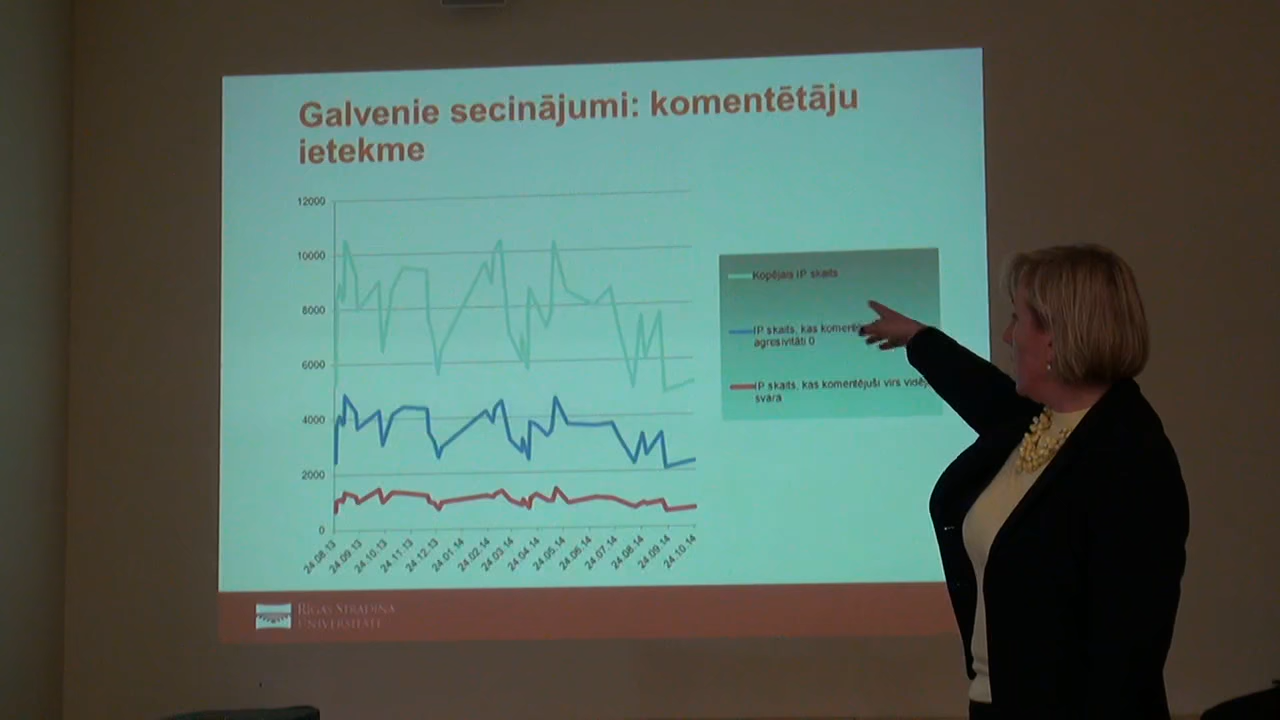 Galvenie secinājumi: komentētāju
ietekme
12000
10000
8000
6000
4000
2000
0
24.08.13
24.09.13
24.10.13
24.11.13
24.12.13
24.01.14
24.02.14
24.03.14
24.04.14
24.05.14
24.06.14
24.07.14
24.08.14
24.09.14
24.10.14
Kopējais IP skaits
IP skaits, kas
agresivitāti 0
IP skaits, kas komentējuši virs
svara
RĪGAS STRADIŅA
UNIVERSITĀTE